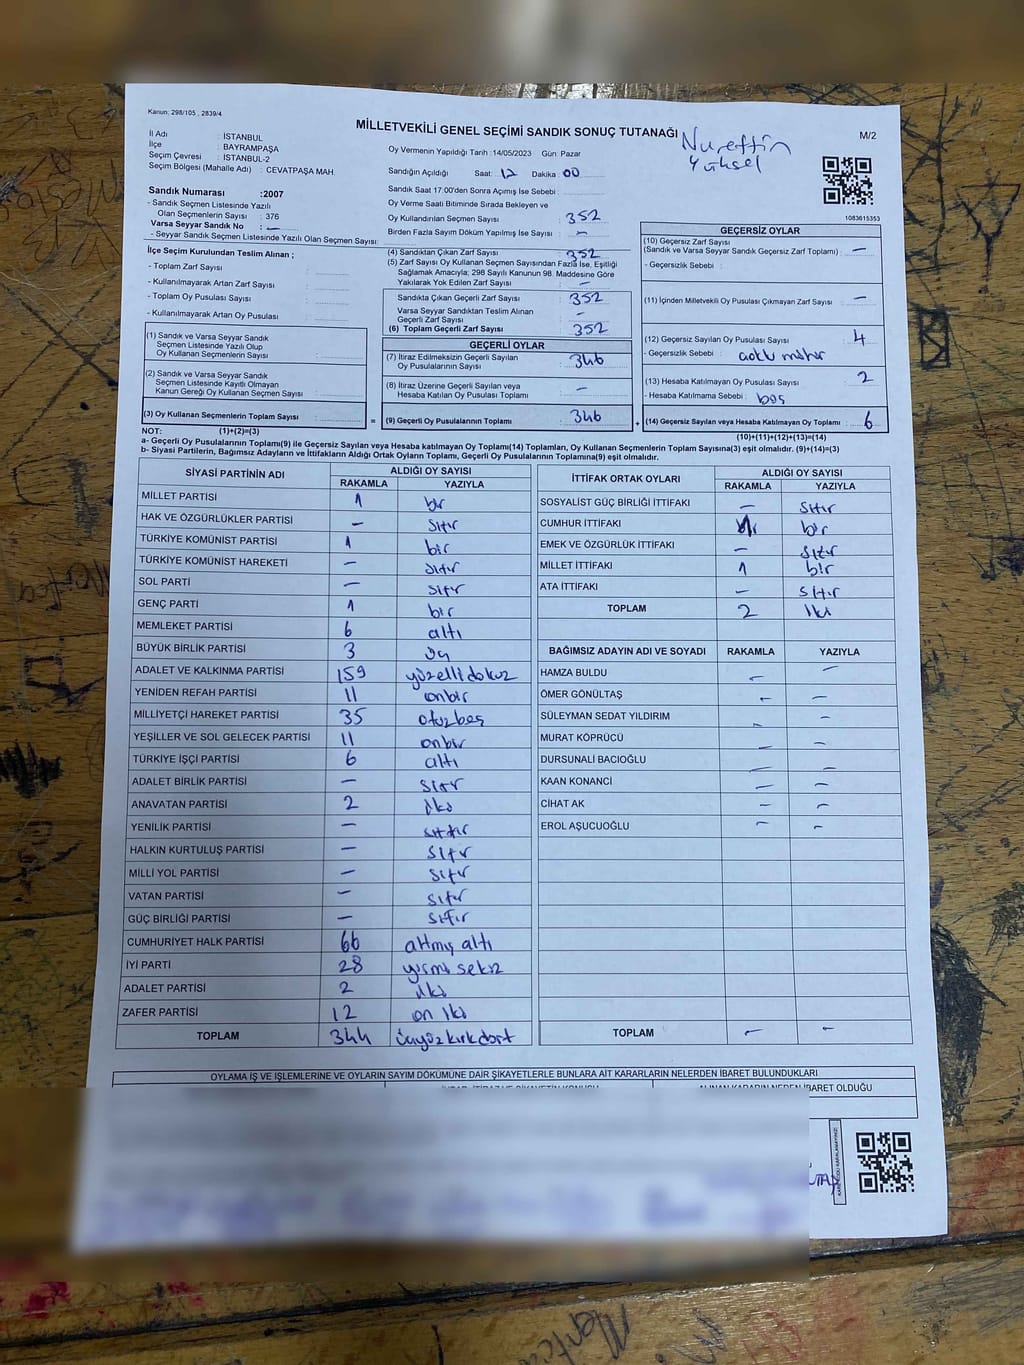 Kanun: 298/105 , 2839/4
MİLLETVEKİLİ GENEL SEÇİMİ SANDIK SONUÇ TUTANAĞI
Nurettin
Yüksel
M/2
İl Adı : İSTANBUL
İlçe : BAYRAMPAŞA
Seçim Çevresi : İSTANBUL-2
Seçim Bölgesi (Mahalle Adı) : CEVATPAŞA MAH.
Sandık Numarası :2007
- Sandık Seçmen Listesinde Yazılı
Olan Seçmenlerin Sayısı : 376
Varsa Seyyar Sandık No : —
- Seyyar Sandık Seçmen Listesinde Yazılı Olan Seçmen Sayısı:
Oy Vermenin Yapıldığı Tarih :14/05/2023 Gün: Pazar
Sandığın Açıldığı Saat: 17 Dakika: 00
Sandık Saat 17:00'den Sonra Açımış İse Sebebi :
Oy Verme Saati Bitiminde Sırada Bekleyen ve
Oy Kullandırılan Seçmen Sayısı : 352
Birden Fazla Sayım Döküm Yapılmış İse Sayısı : —
1083615353
İlçe Seçim Kurulundan Teslim Alınan ;
- Toplam Zarf Sayısı :
- Kullanılmayarak Artan Zarf Sayısı :
- Toplam Oy Pusulası Sayısı :
- Kullanılmayarak Artan Oy Pusulası :
(4) Sandıktan Çıkan Zarf Sayısı : 352
(5) Zarf Sayısı Oy Kullanan Seçmen Sayısından Fazla İse, Eşitliği
Sağlamak Amacıyla; 298 Sayılı Kanunun 98. Maddesine Göre
Yakılarak Yok Edilen Zarf Sayısı : —
Sandıkta Çıkan Geçerli Zarf Sayısı : 352
Varsa Seyyar Sandıktan Teslim Alınan
Geçerli Zarf Sayısı : —
(6) Toplam Geçerli Zarf Sayısı : 352
GEÇERSİZ OYLAR
(10) Geçersiz Zarf Sayısı
(Sandık ve Varsa Seyyar Sandık Geçersiz Zarf Toplamı) : —
- Geçersizlik Sebebi :
(11) İçinden Milletvekili Oy Pusulası Çıkmayan Zarf Sayısı : —
(12) Geçersiz Sayılan Oy Pusulası Sayısı : 4
- Geçersizlik Sebebi :
(13) Hesaba Katılmayan Oy Pusulası Sayısı : 2
- Hesaba Katılmama Sebebi : boş
(14) Geçersiz Sayılan veya Hesaba Katılmayan Oy Toplamı : 6
(10)+(11)+(12)+(13)=(14)
(1) Sandık ve Varsa Seyyar Sandık
Seçmen Listesinde Yazılı Olup
Oy Kullanan Seçmenlerin Sayısı :
(2) Sandık ve Varsa Seyyar Sandık
Seçmen Listesinde Kayıtlı Olmayan
Kanun Gereği Oy Kullanan Seçmen Sayısı :
(3) Oy Kullanan Seçmenlerin Toplam Sayısı :
GEÇERLİ OYLAR
(7) İtiraz Edilmeksizin Geçerli Sayılan
Oy Pusulalarının Sayısı : 346
(8) İtiraz Üzerine Geçerli Sayılan veya
Hesaba Katılan Oy Pusulası Toplamı : —
= (9) Geçerli Oy Pusulalarının Toplamı : 346 +
NOT: (1)+(2)=(3)
a- Geçerli Oy Pusulalarının Toplamı(9) ile Geçersiz Sayılan veya Hesaba katılmayan Oy Toplamı(14) Toplamları, Oy Kullanan Seçmenlerin Toplam Sayısına(3) eşit olmalıdır. (9)+(14)=(3)
b- Siyasi Partilerin, Bağımsız Adayların ve İttifakların Aldığı Ortak Oyların Toplamı, Geçerli Oy Pusulalarının Toplamına(9) eşit olmalıdır.
SİYASİ PARTİNİN ADI ALDIĞI OY SAYISI
RAKAMLA YAZIYLA
MİLLET PARTİSİ 1 bir
HAK VE ÖZGÜRLÜKLER PARTİSİ — sıfır
TÜRKİYE KOMÜNİST PARTİSİ 1 bir
TÜRKİYE KOMÜNİST HAREKETİ — sıfır
SOL PARTİ — sıfır
GENÇ PARTİ 1 bir
MEMLEKET PARTİSİ 6 altı
BÜYÜK BİRLİK PARTİSİ 3 üç
ADALET VE KALKINMA PARTİSİ 159 yüzellidokuz
YENİDEN REFAH PARTİSİ 11 onbir
MİLLİYETÇİ HAREKET PARTİSİ 35 otuzbeş
YEŞİLLER VE SOL GELECEK PARTİSİ 11 onbir
TÜRKİYE İŞÇİ PARTİSİ 6 altı
ADALET BİRLİK PARTİSİ — sıfır
ANAVATAN PARTİSİ 2 iki
YENİLİK PARTİSİ — sıfır
HALKIN KURTULUŞ PARTİSİ — sıfır
MİLLİ YOL PARTİSİ — sıfır
VATAN PARTİSİ — sıfır
GÜÇ BİRLİĞİ PARTİSİ — sıfır
CUMHURİYET HALK PARTİSİ 66 altmış altı
İYİ PARTİ 28 yirmi sekiz
ADALET PARTİSİ 2 iki
ZAFER PARTİSİ 12 on iki
TOPLAM 344 üçyüzkırkdört
İTTİFAK ORTAK OYLARI ALDIĞI OY SAYISI
RAKAMLA YAZIYLA
SOSYALİST GÜÇ BİRLİĞİ İTTİFAKI — sıfır
CUMHUR İTTİFAKI bir
EMEK VE ÖZGÜRLÜK İTTİFAKI — sıfır
MİLLET İTTİFAKI 1 bir
ATA İTTİFAKI — sıfır
TOPLAM 2 iki
BAĞIMSIZ ADAYIN ADI VE SOYADI RAKAMLA YAZIYLA
HAMZA BULDU — —
ÖMER GÖNÜLTAŞ — —
SÜLEYMAN SEDAT YILDIRIM — —
MURAT KÖPRÜCÜ — —
DURSUNALİ BACIOĞLU — —
KAAN KONANCİ — —
CİHAT AK — —
EROL AŞUCUOĞLU — —
TOPLAM — —
OYLAMA İŞ VE İŞLEMLERİNE VE OYLARIN SAYIM DÖKÜMÜNE DAİR ŞİKAYETLERLE BUNLARA AİT KARARLARIN NELERDEN İBARET BULUNDUKLARI
ALINAN KARARIN NEDEN İBARET OLDUĞU